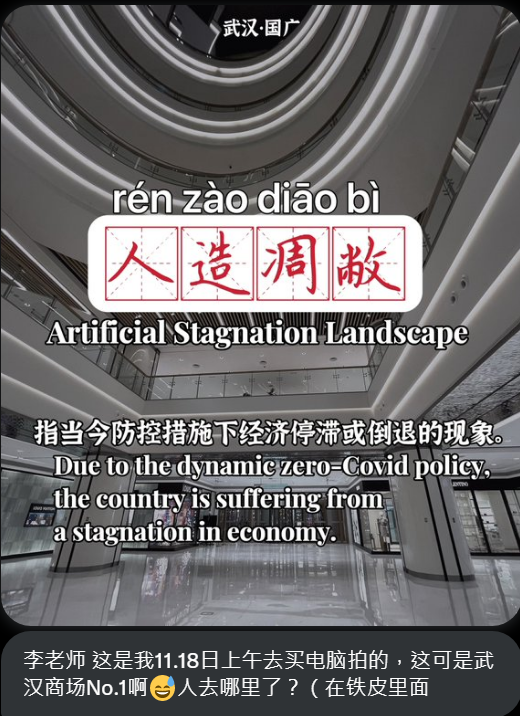 武汉·国广
rén zào diāo bì
人造凋敝
Artificial Stagnation Landscape
指当今防控措施下经济停滞或倒退的现象。
Due to the dynamic zero-Covid policy,
the country is suffering from
a stagnation in economy.
李老师 这是我11.18日上午去买电脑拍的，这可是武
汉商场No.1啊😅人去哪里了？（在铁皮里面